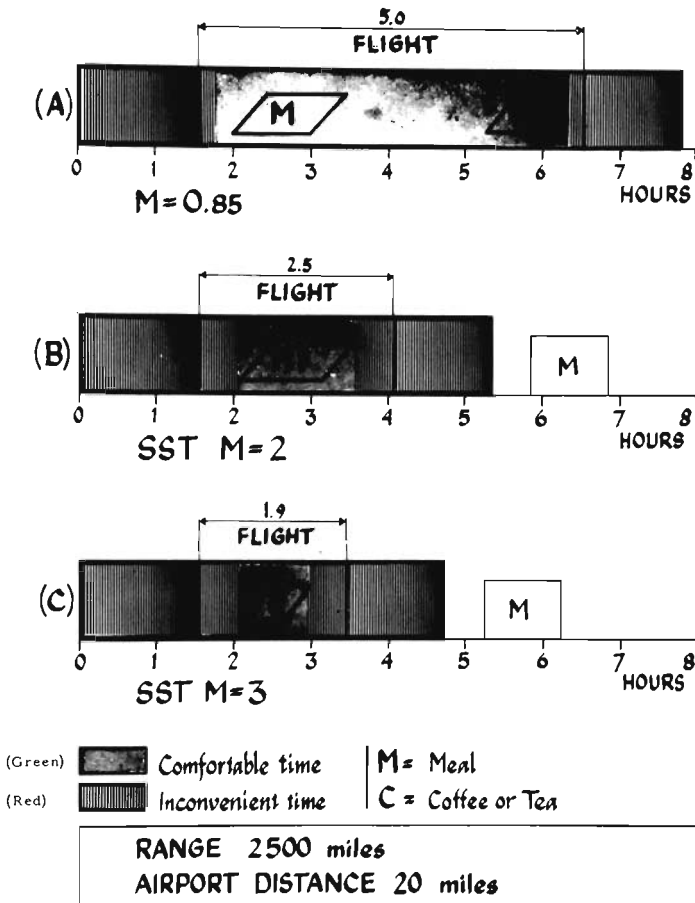 5.0
FLIGHT
(A)
M
0 1 2 3 4 5 6 7 8
HOURS
M=0.85
2.5
FLIGHT
(B)
M
0 1 2 3 4 5 6 7 8
HOURS
SST M=2
1.9
FLIGHT
(C)
M
0 1 2 3 4 5 6 7 8
HOURS
SST M=3
(Green) Comfortable time
(Red) Inconvenient time
M= Meal
C= Coffee or Tea
RANGE 2500 miles
AIRPORT DISTANCE 20 miles